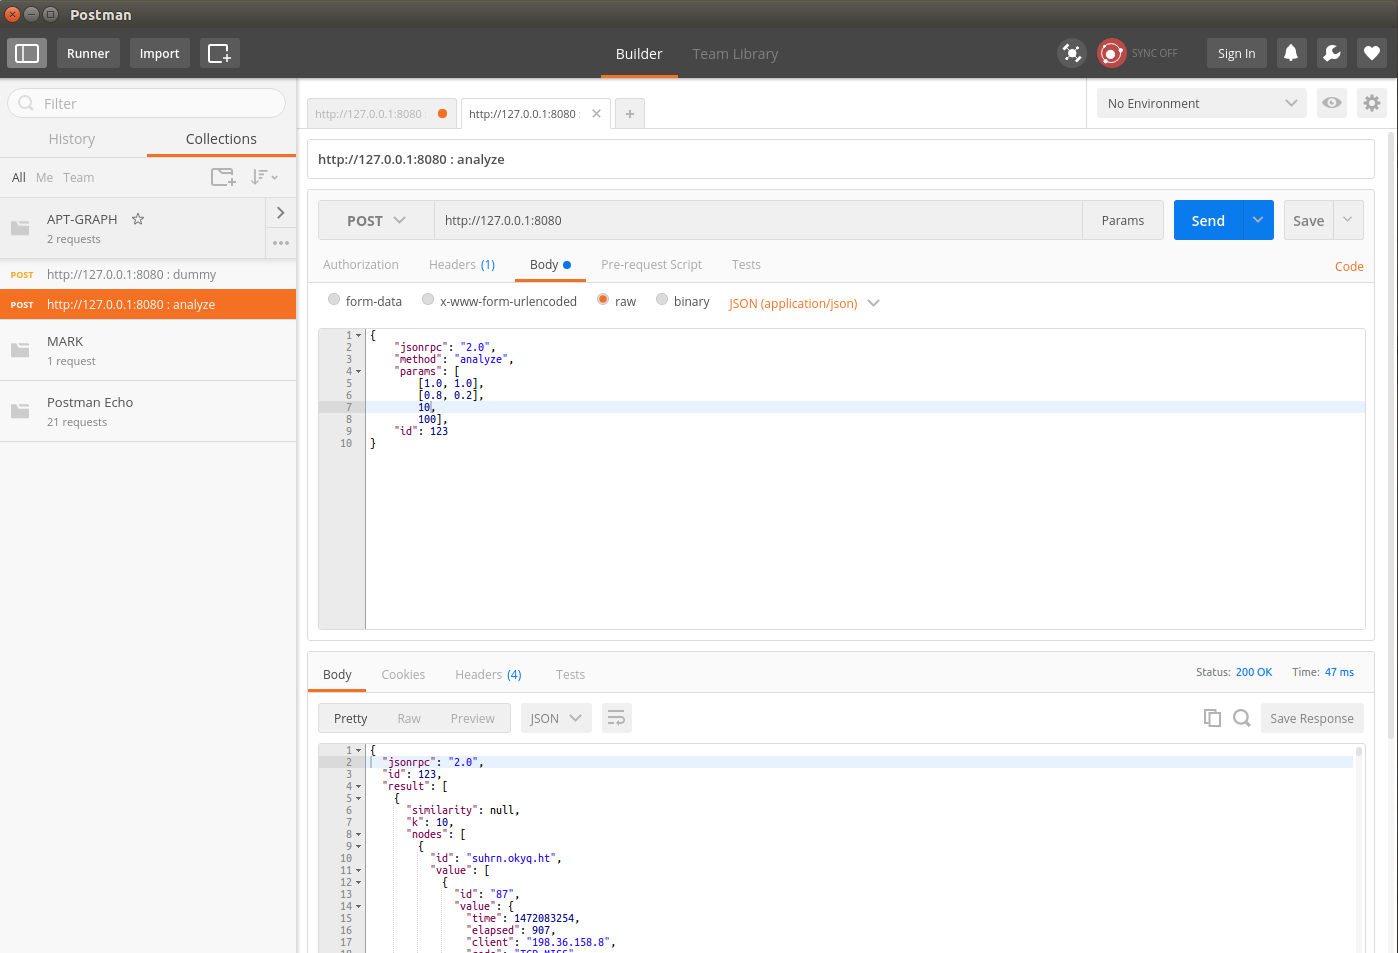 Postman
Runner
Import
Builder
Team Library
SYNC OFF
Sign In
Filter
History
Collections
All Me Team
APT-GRAPH
2 requests
POST http://127.0.0.1:8080 : dummy
POST http://127.0.0.1:8080 : analyze
MARK
1 request
Postman Echo
21 requests
http://127.0.0.1:8080 :
http://127.0.0.1:8080 :
+
No Environment
http://127.0.0.1:8080 : analyze
POST
http://127.0.0.1:8080
Params
Send
Save
Authorization
Headers (1)
Body
Pre-request Script
Tests
Code
form-data
x-www-form-urlencoded
raw
binary
JSON (application/json)
1 {
2 "jsonrpc": "2.0",
3 "method": "analyze",
4 "params": [
5 [1.0, 1.0],
6 [0.8, 0.2],
7 10,
8 100],
9 "id": 123
10 }
Body
Cookies
Headers (4)
Tests
Status: 200 OK
Time: 47 ms
Pretty
Raw
Preview
JSON
Save Response
1 {
2 "jsonrpc": "2.0",
3 "id": 123,
4 "result": [
5 {
6 "similarity": null,
7 "k": 10,
8 "nodes": [
9 {
10 "id": "suhrn.okyq.ht",
11 "value": [
12 {
13 "id": "87",
14 "value": {
15 "time": 1472083254,
16 "elapsed": 907,
17 "client": "198.36.158.8",